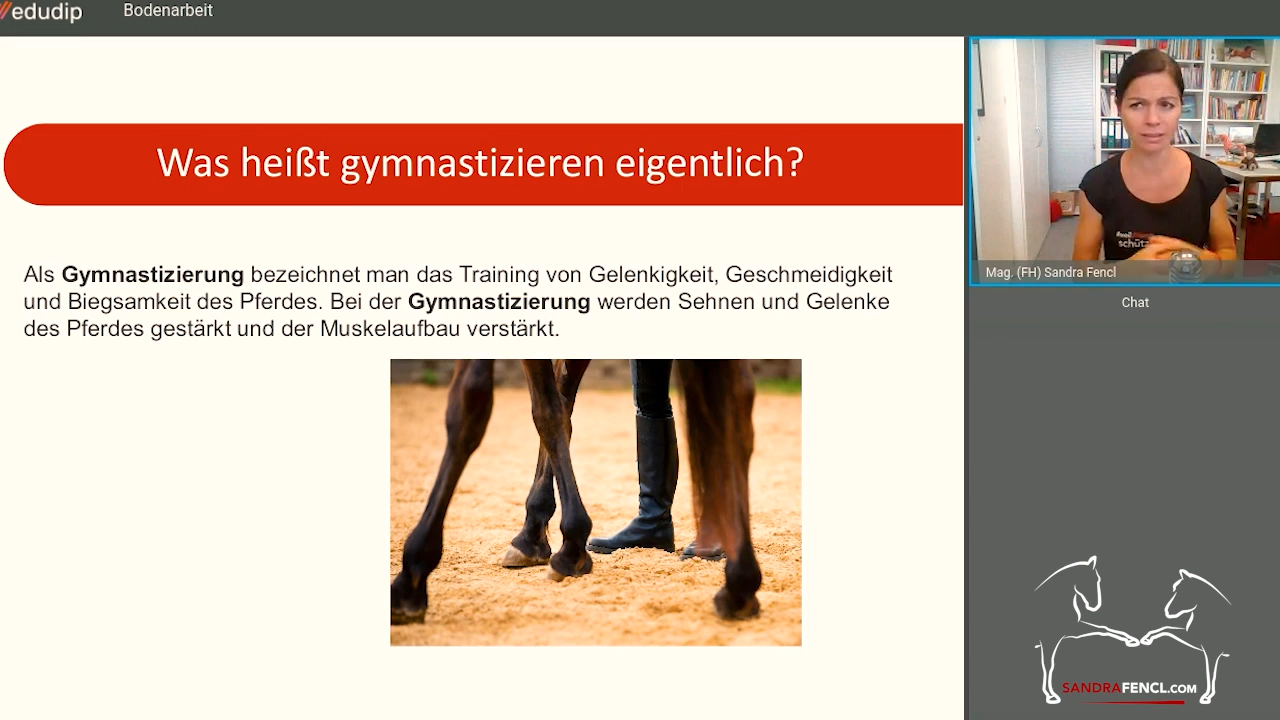 edudip
Bodenarbeit
Was heißt gymnastizieren eigentlich?
Als Gymnastizierung bezeichnet man das Training von Gelenkigkeit, Geschmeidigkeit
und Biegsamkeit des Pferdes. Bei der Gymnastizierung werden Sehnen und Gelenke
des Pferdes gestärkt und der Muskelaufbau verstärkt.
schütz
Mag. (FH) Sandra Fencl
Chat
SANDRAFENCL.COM